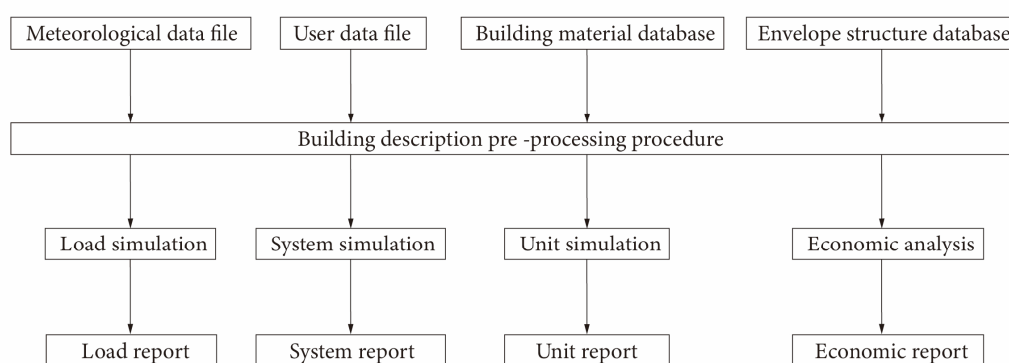 Meteorological data file
User data file
Building material database
Envelope structure database
Building description pre -processing procedure
Load simulation
System simulation
Unit simulation
Economic analysis
Load report
System report
Unit report
Economic report